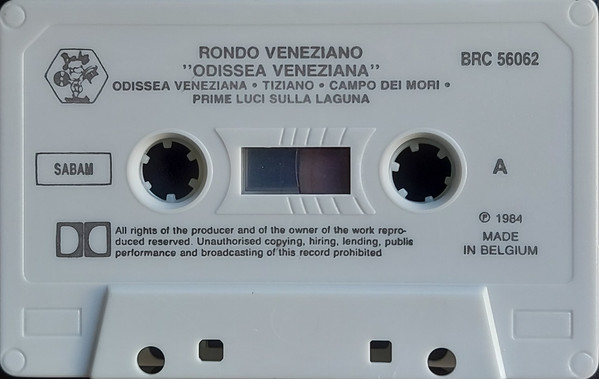 RONDO VENEZIANO
BRC 56062
"ODISSEA VENEZIANA"
ODISSEA VENEZIANA • TIZIANO • CAMPO DEI MORI •
PRIME LUCI SULLA LAGUNA
SABAM
A
All rights of the producer and of the owner of the work repro-
duced reserved. Unauthorised copying, hiring, lending, public
performance and broadcasting of this record prohibited
℗ 1984
MADE
IN BELGIUM